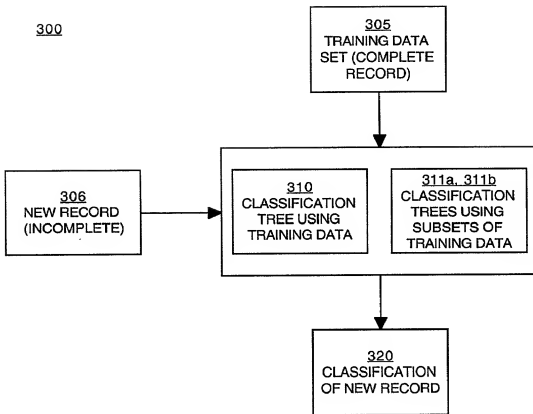 300
305
TRAINING DATA
SET (COMPLETE
RECORD)
306
NEW RECORD
(INCOMPLETE)
310
CLASSIFICATION
TREE USING
TRAINING DATA
311a, 311b
CLASSIFICATION
TREES USING
SUBSETS OF
TRAINING DATA
320
CLASSIFICATION
OF NEW RECORD